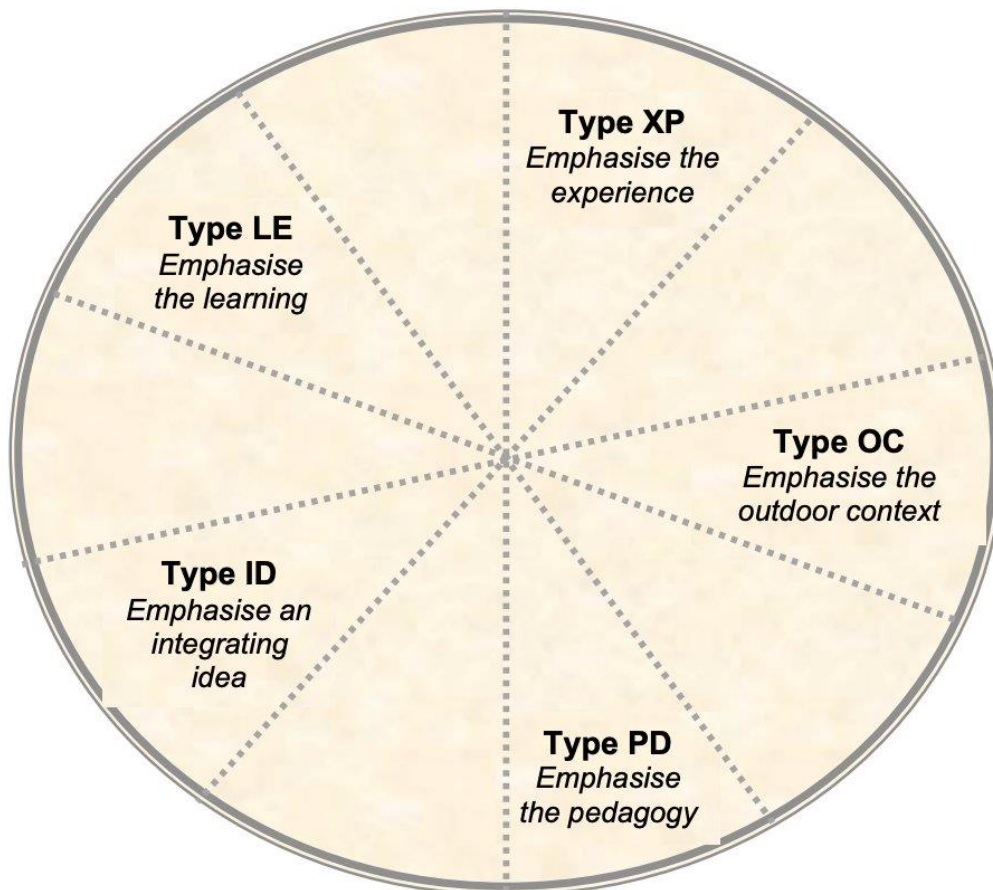 Type XP
Emphasise the
experience
Type LE
Emphasise
the learning
Type OC
Emphasise the
outdoor context
Type ID
Emphasise an
integrating
idea
Type PD
Emphasise
the pedagogy